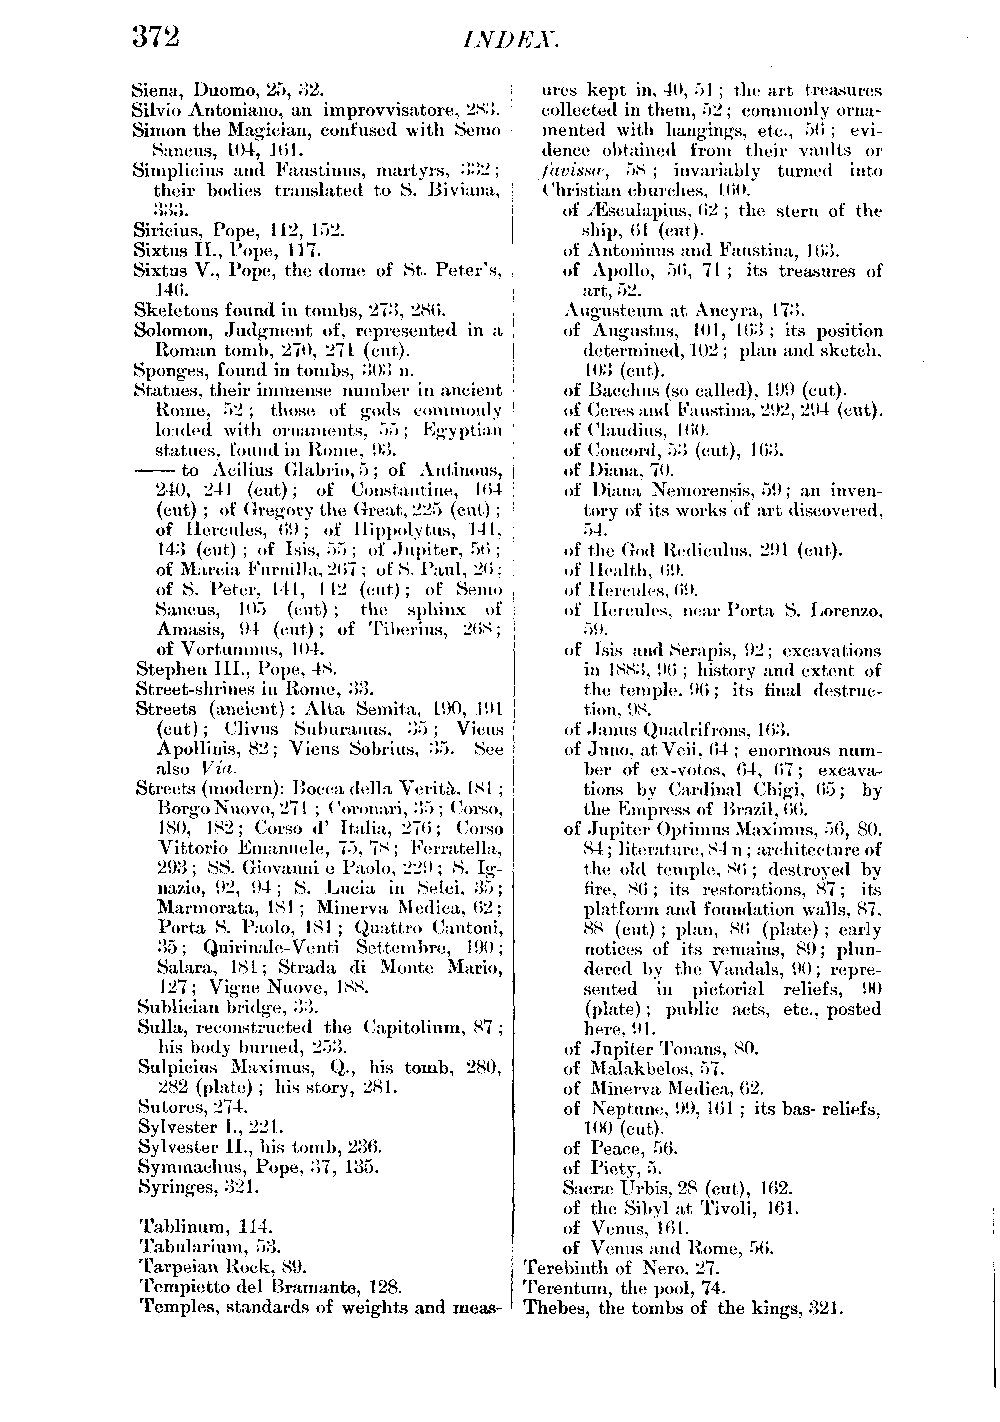 372
INDEX.
Siena, Duomo, 25, 32.
Silvio Antoniano, an improvvisatore, 283.
Simon the Magician, confused with Semo
Sancus, 104, 161.
Simplicius and Faustinus, martyrs, 332;
their bodies translated to S. Biviana,
333.
Siricius, Pope, 112, 152.
Sixtus II., Pope, 117.
Sixtus V., Pope, the dome of St. Peter's,
146.
Skeletons found in tombs, 273, 286.
Solomon, Judgment of, represented in a
Roman tomb, 270, 271 (cut).
Sponges, found in tombs, 303 n.
Statues, their immense number in ancient
Rome, 52; those of gods commonly
loaded with ornaments, 55; Egyptian
statues, found in Rome, 93.
—— to Acilius Glabrio, 5; of Antinous,
240, 241 (cut); of Constantine, 164
(cut); of Gregory the Great, 225 (cut);
of Hercules, 69; of Hippolytus, 141,
143 (cut); of Isis, 55; of Jupiter, 56;
of Marcia Furnilla, 267; of S. Paul, 26;
of S. Peter, 141, 142 (cut); of Semo
Sancus, 105 (cut); the sphinx of
Amasis, 94 (cut); of Tiberius, 268;
of Vortumnus, 104.
Stephen III., Pope, 48.
Street-shrines in Rome, 33.
Streets (ancient): Alta Semita, 190, 191
(cut); Clivus Suburanus, 35; Vicus
Apollinis, 82; Vicus Sobrius, 35. See
also Via.
Streets (modern): Bocca della Verità, 181;
Borgo Nuovo, 271; Coronari, 35; Corso,
180, 182; Corso d' Italia, 276; Corso
Vittorio Emanuele, 75, 78; Ferratella,
293; SS. Giovanni e Paolo, 229; S. Ig-
nazio, 92, 94; S. Lucia in Selci, 35;
Marmorata, 181; Minerva Medica, 62;
Porta S. Paolo, 181; Quattro Cantoni,
35; Quirinale-Venti Settembre, 190;
Salara, 181; Strada di Monte Mario,
127; Vigne Nuove, 188.
Sublician bridge, 33.
Sulla, reconstructed the Capitolium, 87;
his body burned, 253.
Sulpicius Maximus, Q., his tomb, 280,
282 (plate); his story, 281.
Sutores, 274.
Sylvester I., 221.
Sylvester II., his tomb, 236.
Symmachus, Pope, 37, 135.
Syringes, 321.
Tablinum, 114.
Tabularium, 53.
Tarpeian Rock, 89.
Tempietto del Bramante, 128.
Temples, standards of weights and meas-
ures kept in, 40, 51; the art treasures
collected in them, 52; commonly orna-
mented with hangings, etc., 56; evi-
dence obtained from their vaults or
favissæ, 58; invariably turned into
Christian churches, 160.
of Æsculapius, 62; the stern of the
ship, 61 (cut).
of Antoninus and Faustina, 163.
of Apollo, 56, 71; its treasures of
art, 52.
Augusteum at Ancyra, 173.
of Augustus, 101, 163; its position
determined, 102; plan and sketch,
103 (cut).
of Bacchus (so called), 199 (cut).
of Ceres and Faustina, 292, 294 (cut).
of Claudius, 160.
of Concord, 53 (cut), 163.
of Diana, 70.
of Diana Nemorensis, 59; an inven-
tory of its works of art discovered,
54.
of the God Rediculus, 291 (cut).
of Health, 69.
of Hercules, 69.
of Hercules, near Porta S. Lorenzo,
59.
of Isis and Serapis, 92; excavations
in 1883, 96; history and extent of
the temple, 96; its final destruc-
tion, 98.
of Janus Quadrifrons, 163.
of Juno, at Veii, 64; enormous num-
ber of ex-votos, 64, 67; excava-
tions by Cardinal Chigi, 65; by
the Empress of Brazil, 66.
of Jupiter Optimus Maximus, 56, 80,
84; literature, 84 n; architecture of
the old temple, 86; destroyed by
fire, 86; its restorations, 87; its
platform and foundation walls, 87,
88 (cut); plan, 86 (plate); early
notices of its remains, 89; plun-
dered by the Vandals, 90; repre-
sented in pictorial reliefs, 90
(plate); public acts, etc., posted
here, 91.
of Jupiter Tonans, 80.
of Malakbelos, 57.
of Minerva Medica, 62.
of Neptune, 99, 161; its bas- reliefs,
100 (cut).
of Peace, 56.
of Piety, 5.
Sacræ Urbis, 28 (cut), 162.
of the Sibyl at Tivoli, 161.
of Venus, 161.
of Venus and Rome, 56.
Terebinth of Nero, 27.
Terentum, the pool, 74.
Thebes, the tombs of the kings, 321.